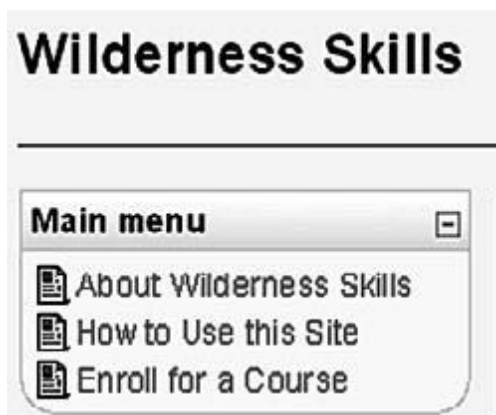 Wilderness Skills
Main menu
About Wilderness Skills
How to Use this Site
Enroll for a Course